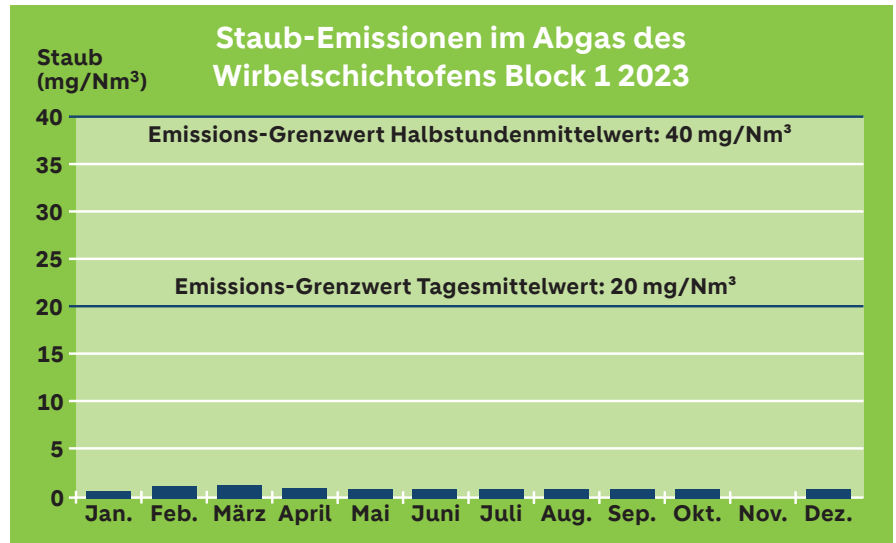 Staub-Emissionen im Abgas des
Wirbelschichtofens Block 1 2023
Staub
(mg/Nm³)
40
Emissions-Grenzwert Halbstundenmittelwert: 40 mg/Nm³
35
30
25
Emissions-Grenzwert Tagesmittelwert: 20 mg/Nm³
20
15
10
5
0
Jan. Feb. März April Mai Juni Juli Aug. Sep. Okt. Nov. Dez.